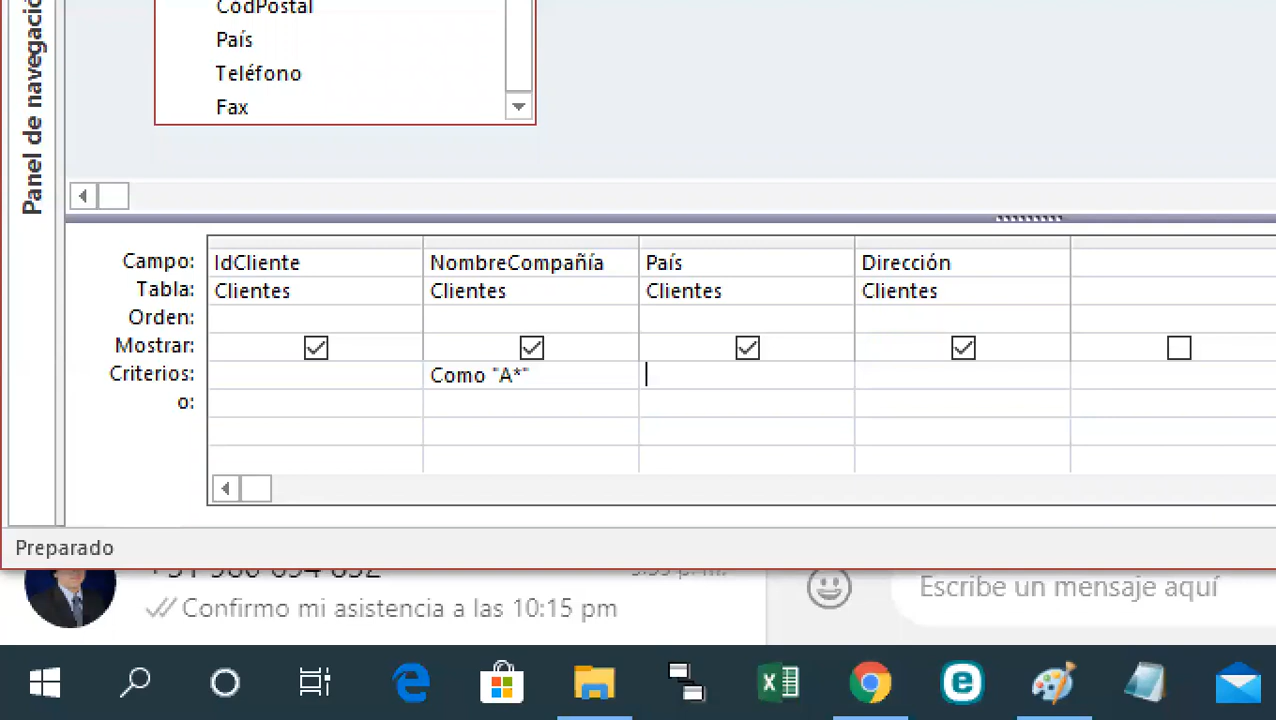 CodPostal
País
Teléfono
Fax
Panel de navegació
Campo: IdCliente NombreCompañía País Dirección
Tabla: Clientes Clientes Clientes Clientes
Orden:
Mostrar:
Criterios: Como "A*"
o:
Preparado
Confirmo mi asistencia a las 10:15 pm
Escribe un mensaje aquí